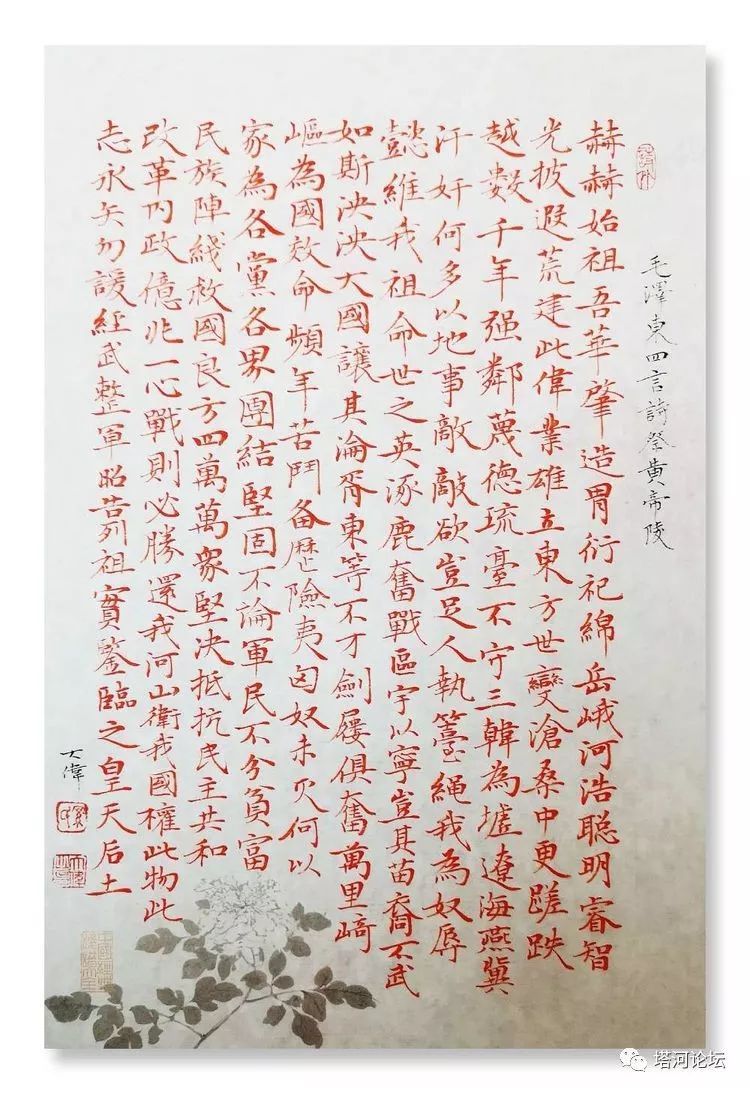 毛澤東四言詩祭黄帝陵
赫赫始祖吾華肇造胄衍祀綿岳峨河浩聰明睿智
光披遐荒建此偉業雄立東方世變滄桑中更蹉跌
越數千年强鄰蔑德琉臺不守三韓為墟遼海燕冀
汗奸何多以地事敵敵欲豈足人執箠繩我為奴辱
懿維我祖命世之英涿鹿奮戰區宇以寧豈其苗裔不武
如斯泱泱大國讓其淪胥東等不才劍屨俱奮萬里崎
嶇為國效命頻年苦鬥备歷險夷匈奴未灭何以
家為各黨各界團結堅固不論軍民不分貧富
民族陣綫救國良方四萬萬衆堅决抵抗民主共和
改革內政億兆一心戰則必勝還我河山衛我國權此物此
志永矢勿諼經武整軍昭告列祖實鑒臨之皇天后土
大偉
塔河论坛